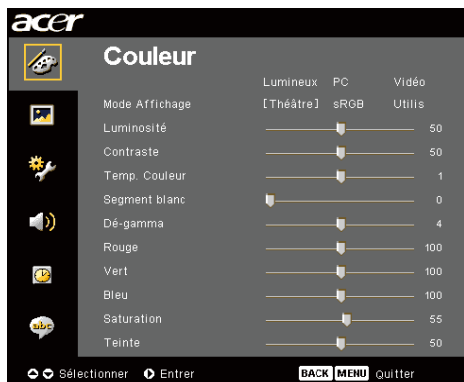 acer
Couleur
Lumineux PC Vidéo
Mode Affichage [Théâtre] sRGB Utilis
Luminosité 50
Contraste 50
Temp. Couleur 1
Segment blanc 0
Dé-gamma 4
Rouge 100
Vert 100
Bleu 100
Saturation 55
Teinte 50
abc
Sélectionner Entrer BACK MENU Quitter